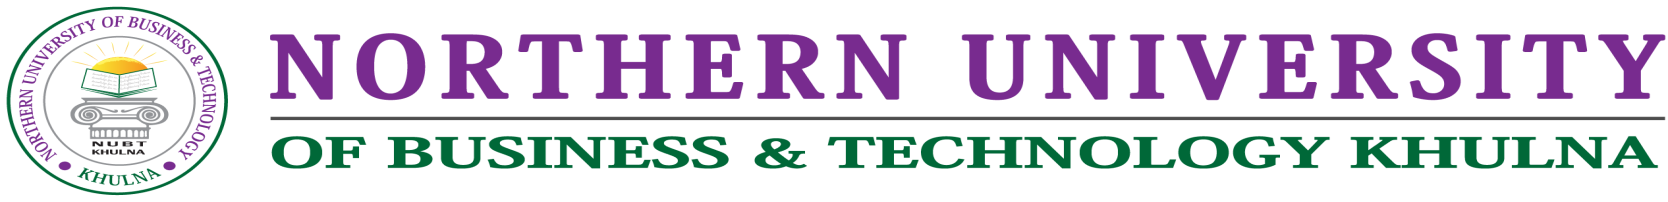 NORTHERN UNIVERSITY OF BUSINESS & TECHNOLOGY
NUBT
KHULNA
KHULNA
NORTHERN UNIVERSITY
OF BUSINESS & TECHNOLOGY KHULNA